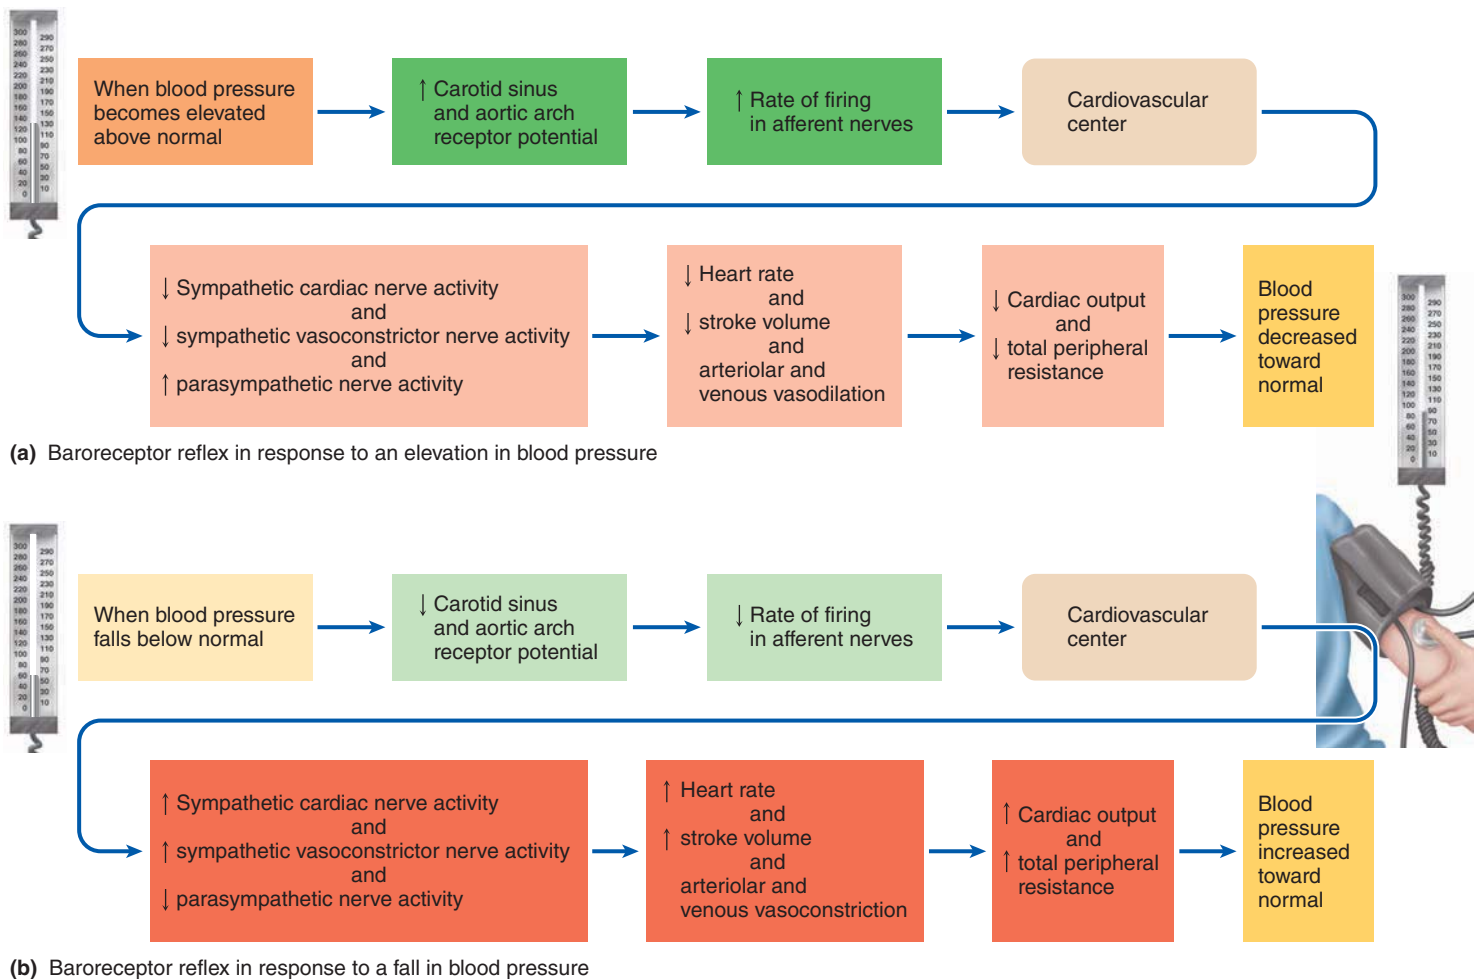 When blood pressure
becomes elevated
above normal
↑ Carotid sinus
and aortic arch
receptor potential
↑ Rate of firing
in afferent nerves
Cardiovascular
center
↓ Sympathetic cardiac nerve activity
and
↓ sympathetic vasoconstrictor nerve activity
and
↑ parasympathetic nerve activity
↓ Heart rate
and
↓ stroke volume
and
arteriolar and
venous vasodilation
↓ Cardiac output
and
↓ total peripheral
resistance
Blood
pressure
decreased
toward
normal
(a) Baroreceptor reflex in response to an elevation in blood pressure
When blood pressure
falls below normal
↓ Carotid sinus
and aortic arch
receptor potential
↓ Rate of firing
in afferent nerves
Cardiovascular
center
↑ Sympathetic cardiac nerve activity
and
↑ sympathetic vasoconstrictor nerve activity
and
↓ parasympathetic nerve activity
↑ Heart rate
and
↑ stroke volume
and
arteriolar and
venous vasoconstriction
↑ Cardiac output
and
↑ total peripheral
resistance
Blood
pressure
increased
toward
normal
(b) Baroreceptor reflex in response to a fall in blood pressure